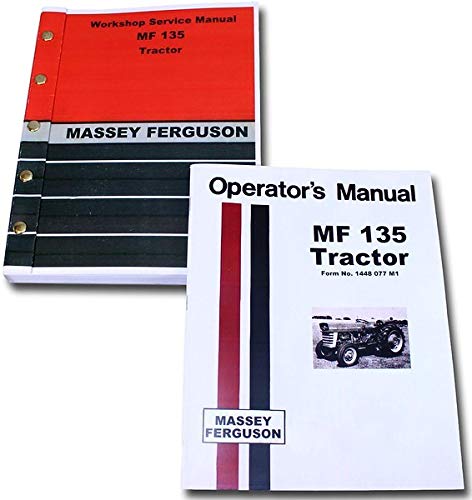 Workshop Service Manual
MF 135
Tractor
MASSEY FERGUSON
Operator's Manual
MF 135
Tractor
Form No. 1448 077 M1
MASSEY
FERGUSON